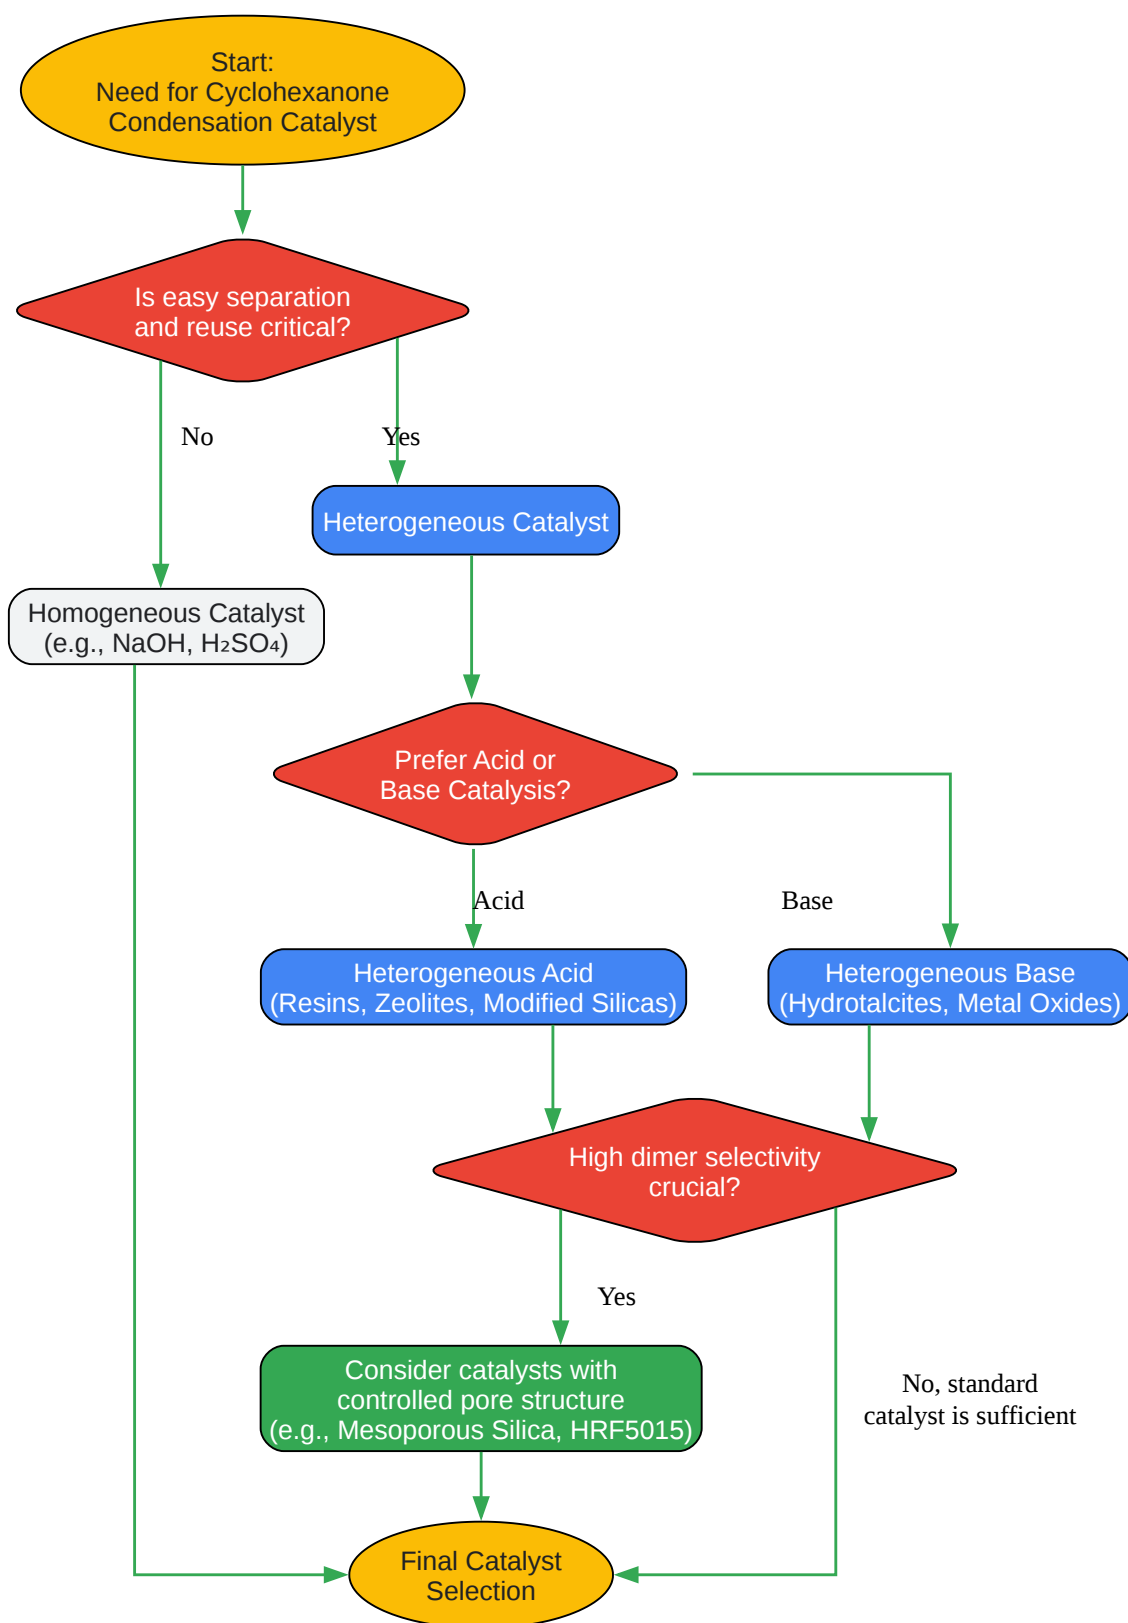 Start:
Need for Cyclohexanone
Condensation Catalyst
Is easy separation
and reuse critical?
No
Yes
Heterogeneous Catalyst
Homogeneous Catalyst
(e.g., NaOH, H₂SO₄)
Prefer Acid or
Base Catalysis?
Acid
Base
Heterogeneous Acid
(Resins, Zeolites, Modified Silicas)
Heterogeneous Base
(Hydrotalcites, Metal Oxides)
High dimer selectivity
crucial?
Yes
Consider catalysts with
controlled pore structure
(e.g., Mesoporous Silica, HRF5015)
No, standard
catalyst is sufficient
Final Catalyst
Selection